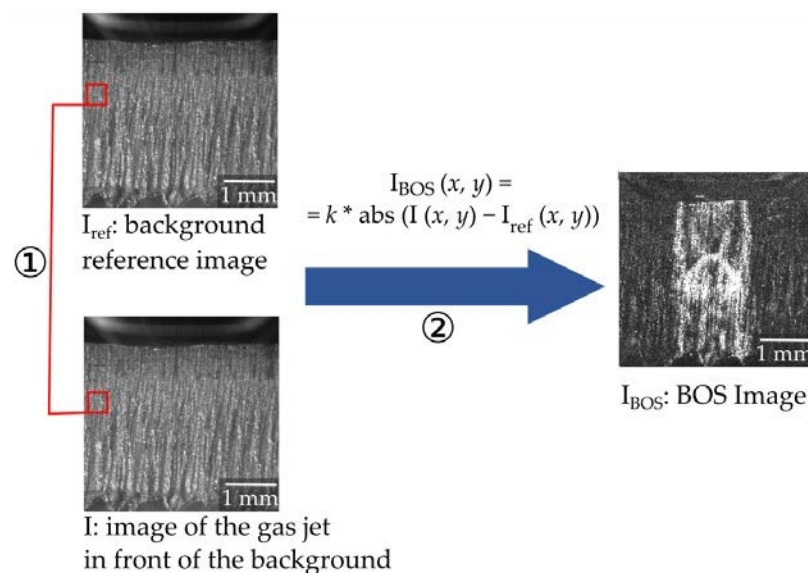 1 mm
I_ref: background
reference image
①
I_BOS (x, y) =
= k * abs (I (x, y) – I_ref (x, y))
②
1 mm
I_BOS: BOS Image
1 mm
I: image of the gas jet
in front of the background